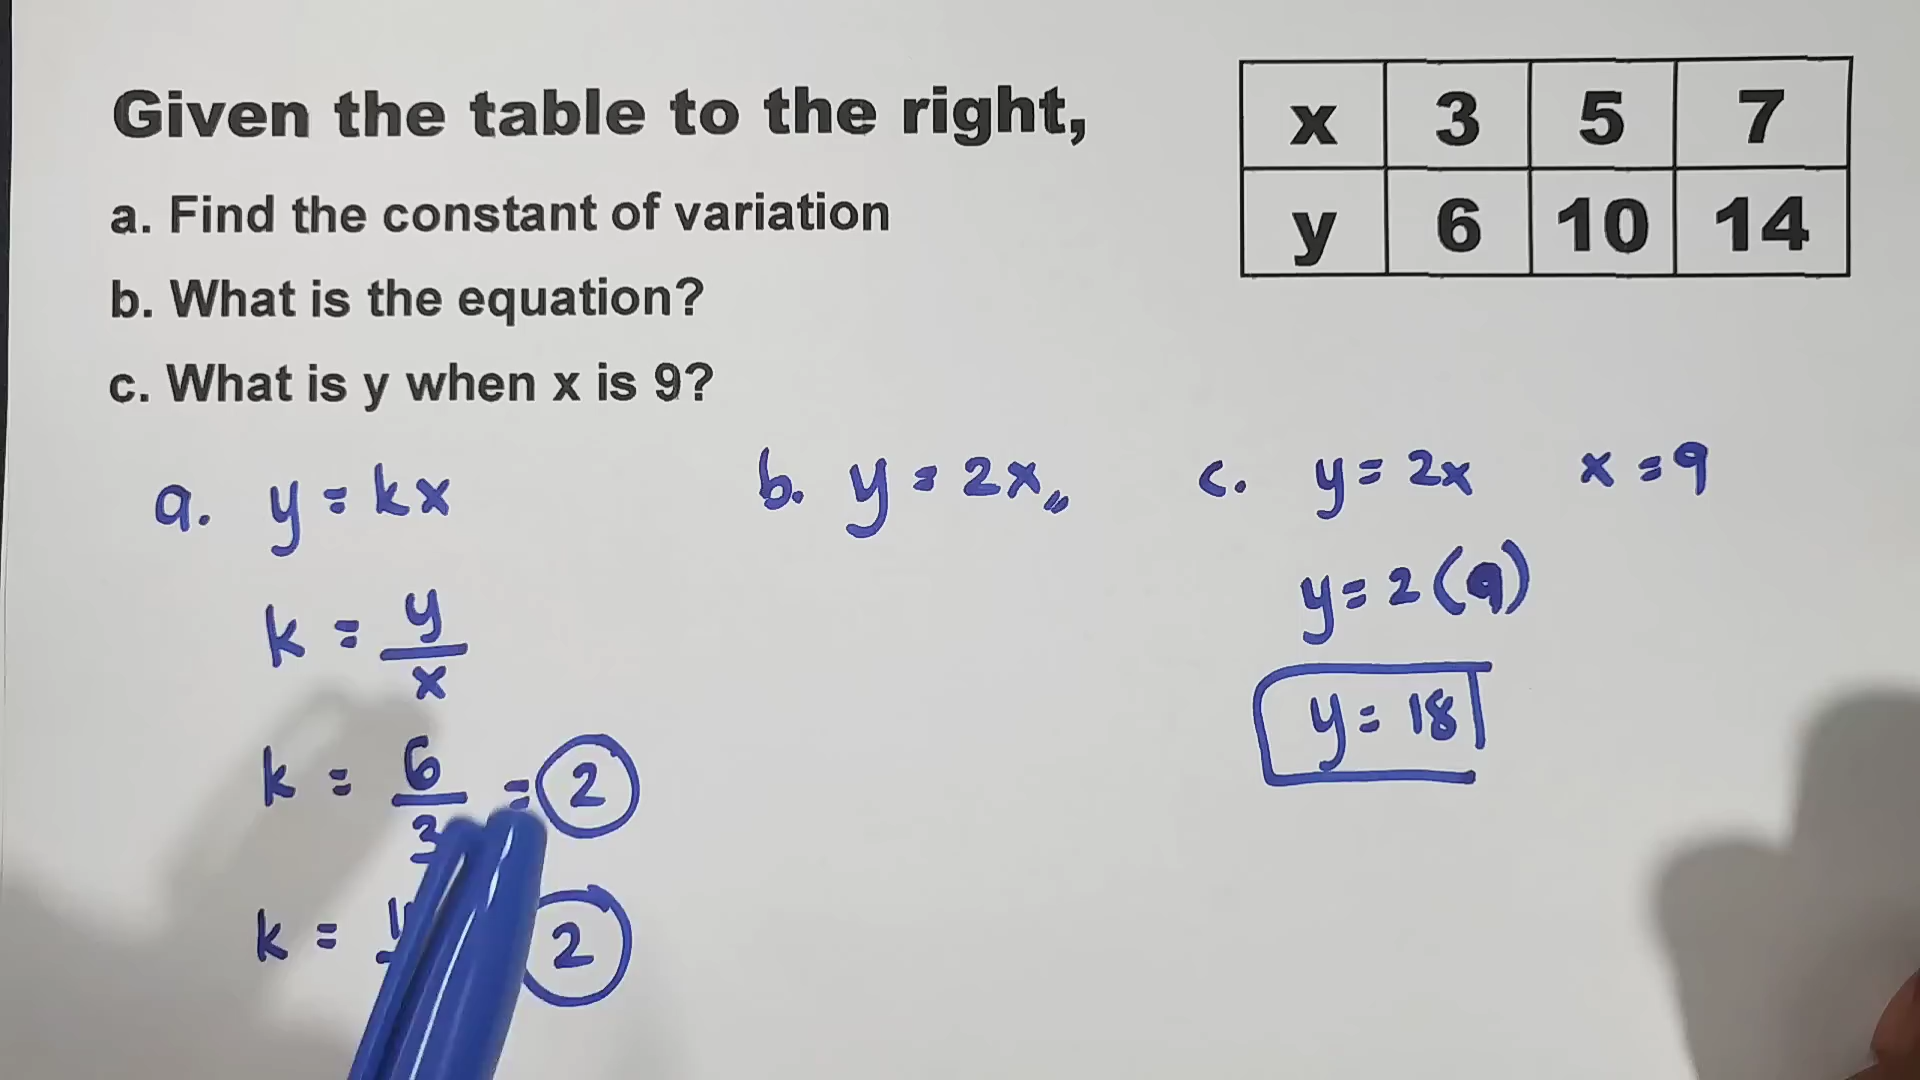 Given the table to the right,
x 3 5 7
y 6 10 14
a. Find the constant of variation
b. What is the equation?
c. What is y when x is 9?
a. y = kx
k = y/x
k = 6/3 = 2
k = 2
b. y = 2x,,
c. y = 2x x = 9
y = 2(9)
y = 18